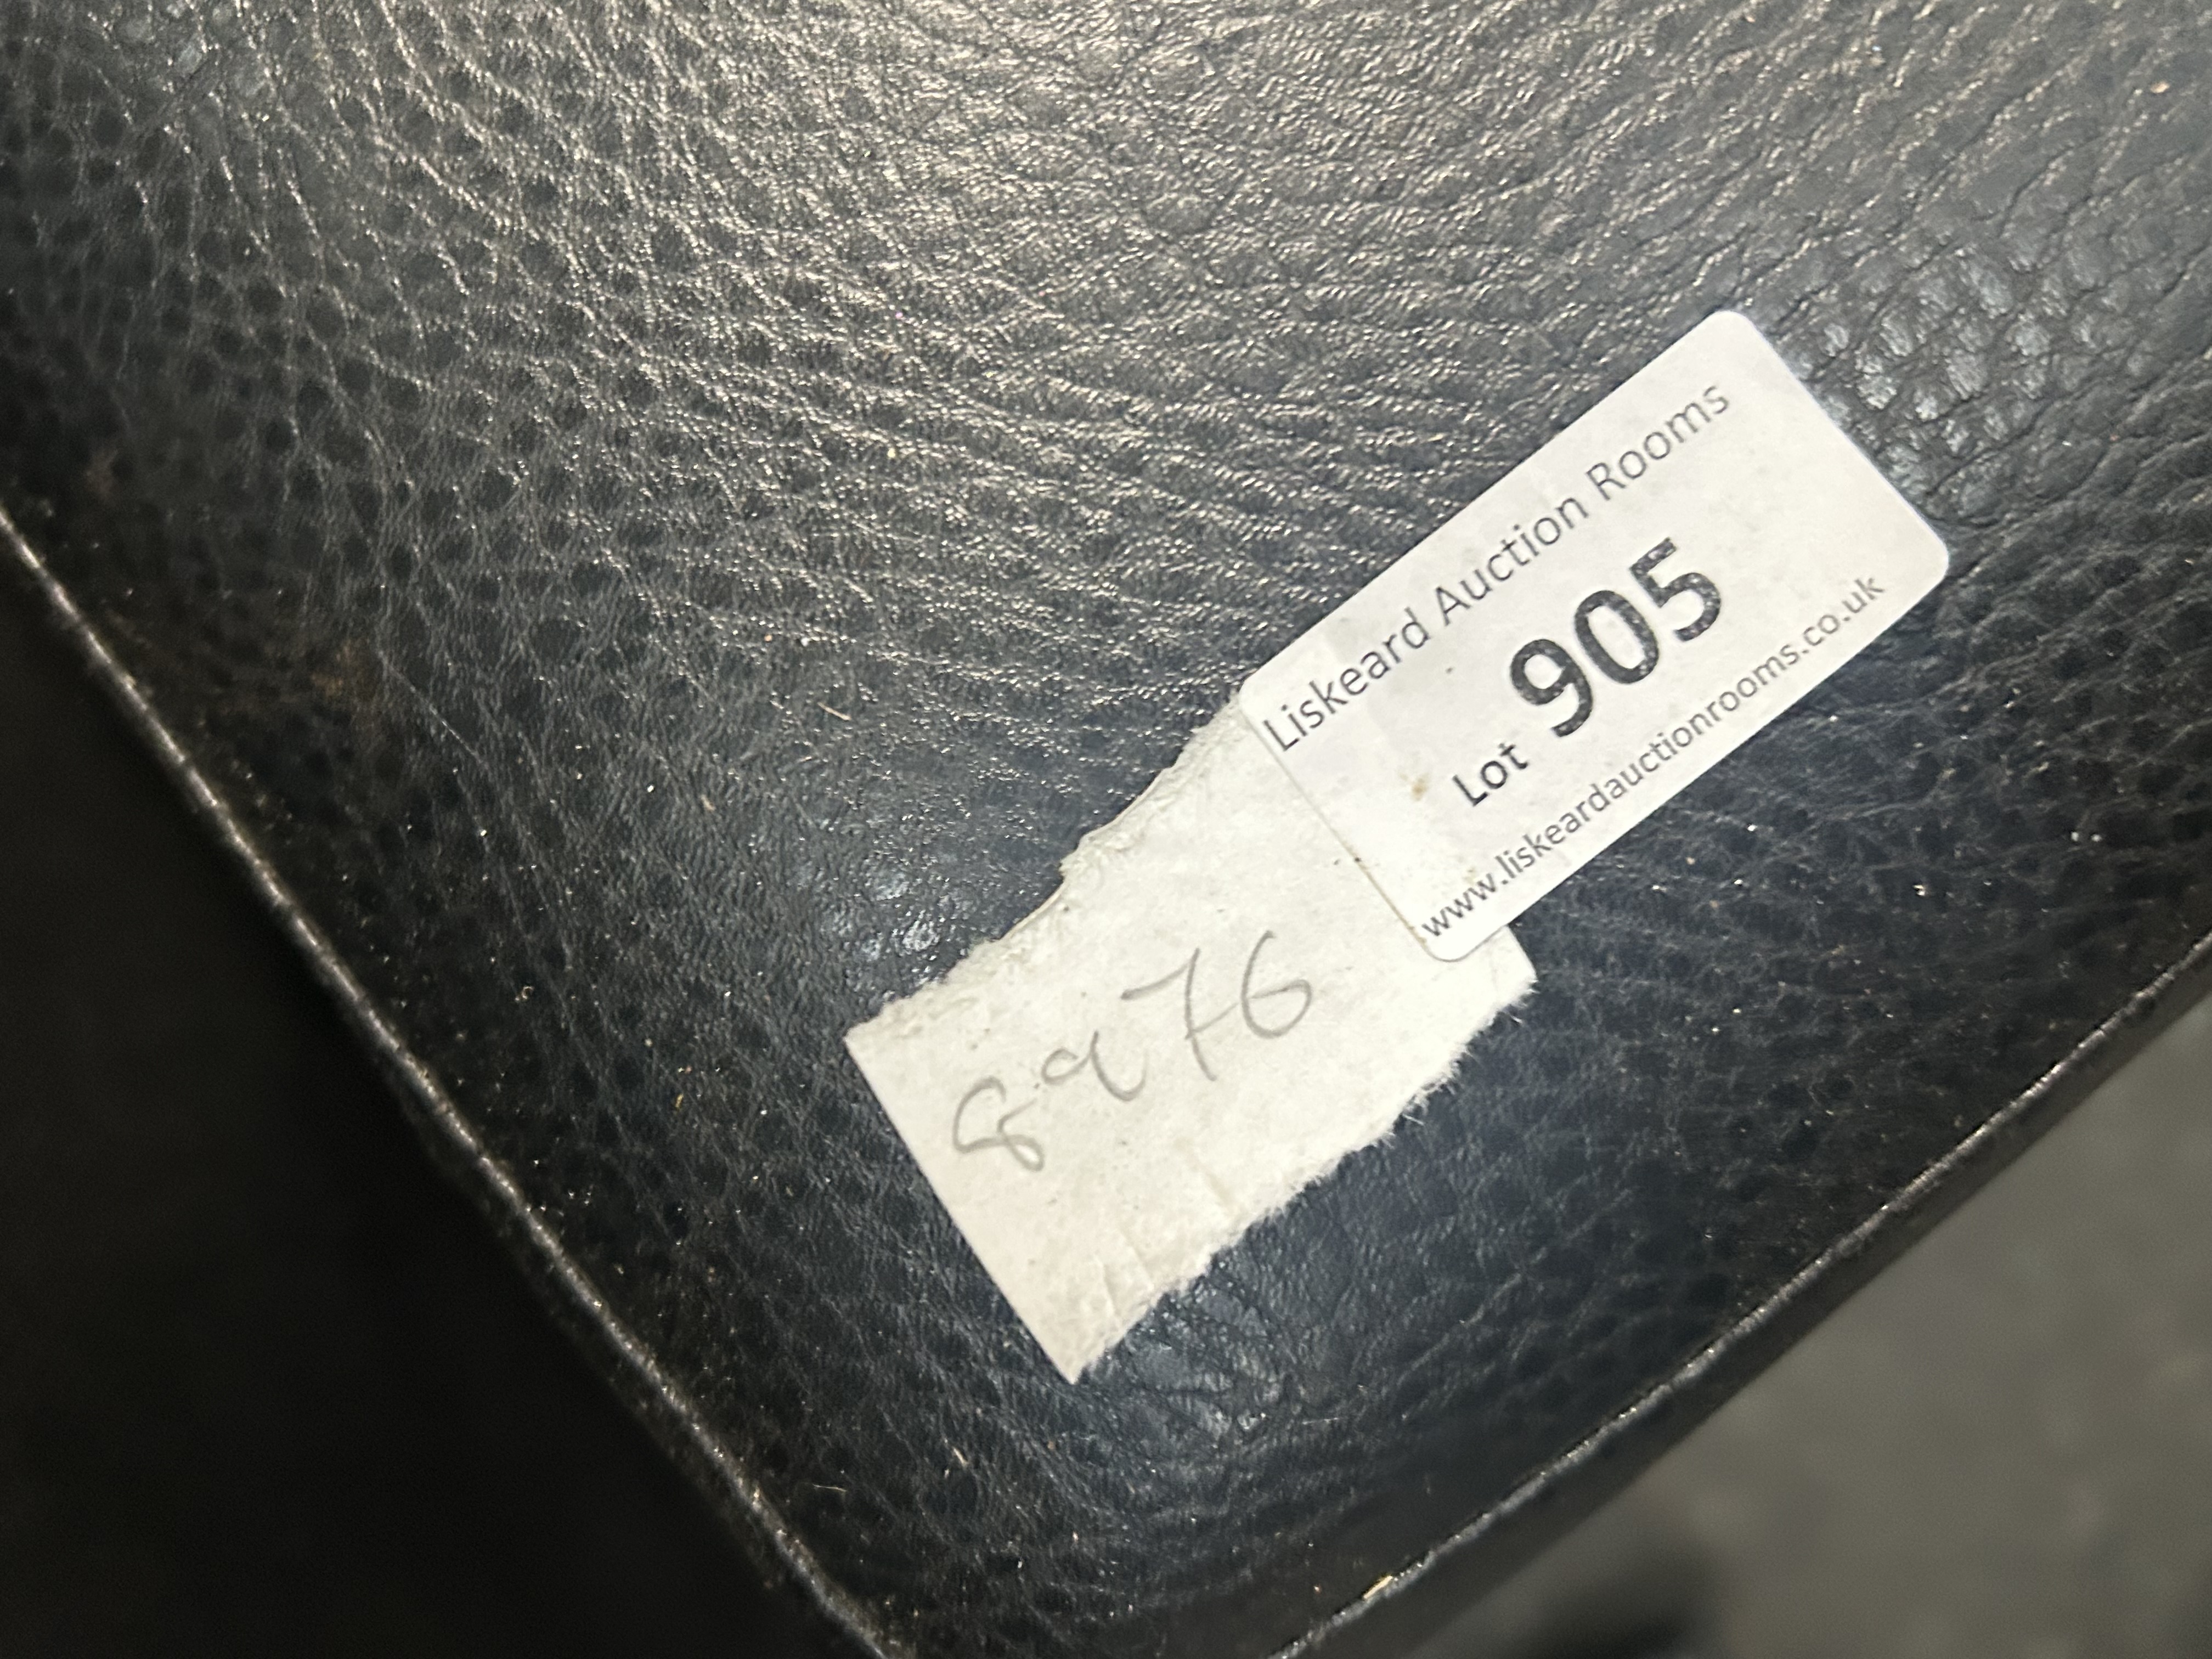 Liskeard Auction Rooms
Lot 905
www.liskeardauctionrooms.co.uk
8976